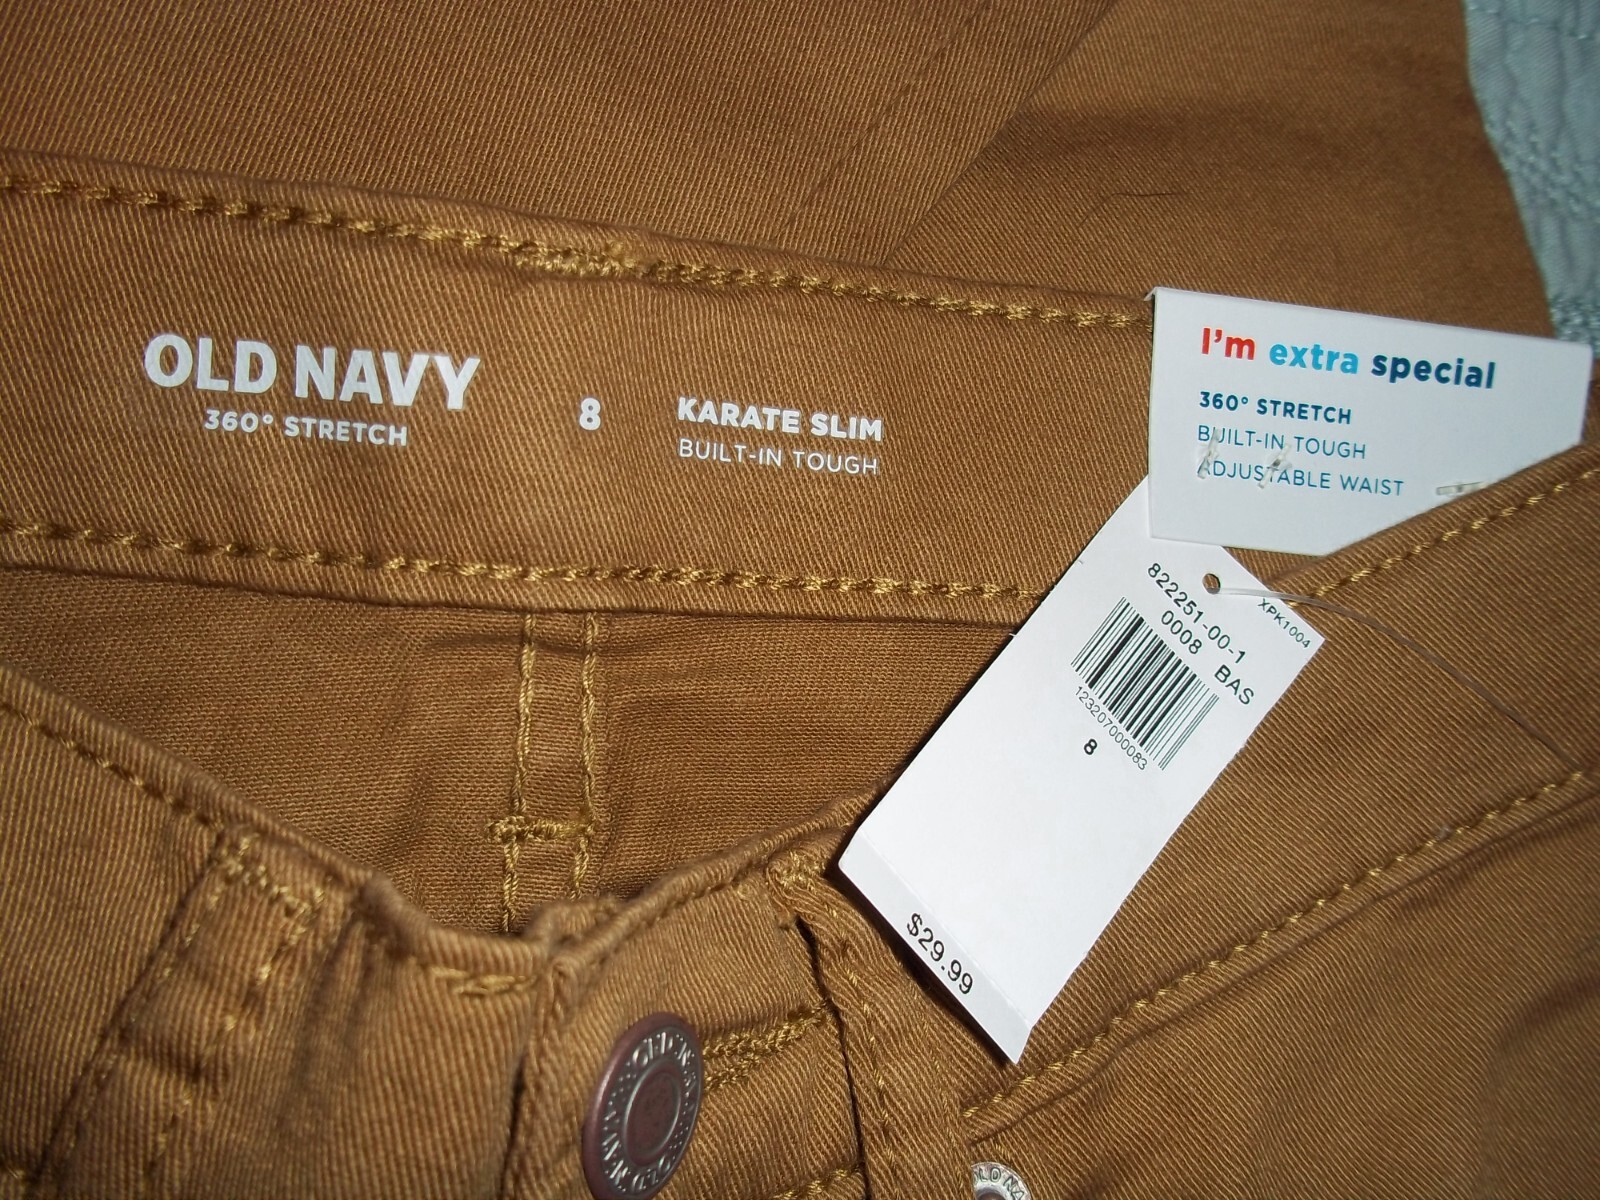 OLD NAVY
360° STRETCH
8
KARATE SLIM
BUILT-IN TOUGH
I'm extra special
360° STRETCH
BUILT-IN TOUGH
ADJUSTABLE WAIST
XPK1004
822251-00-1
0008 BAS
123207000083
8
$29.99